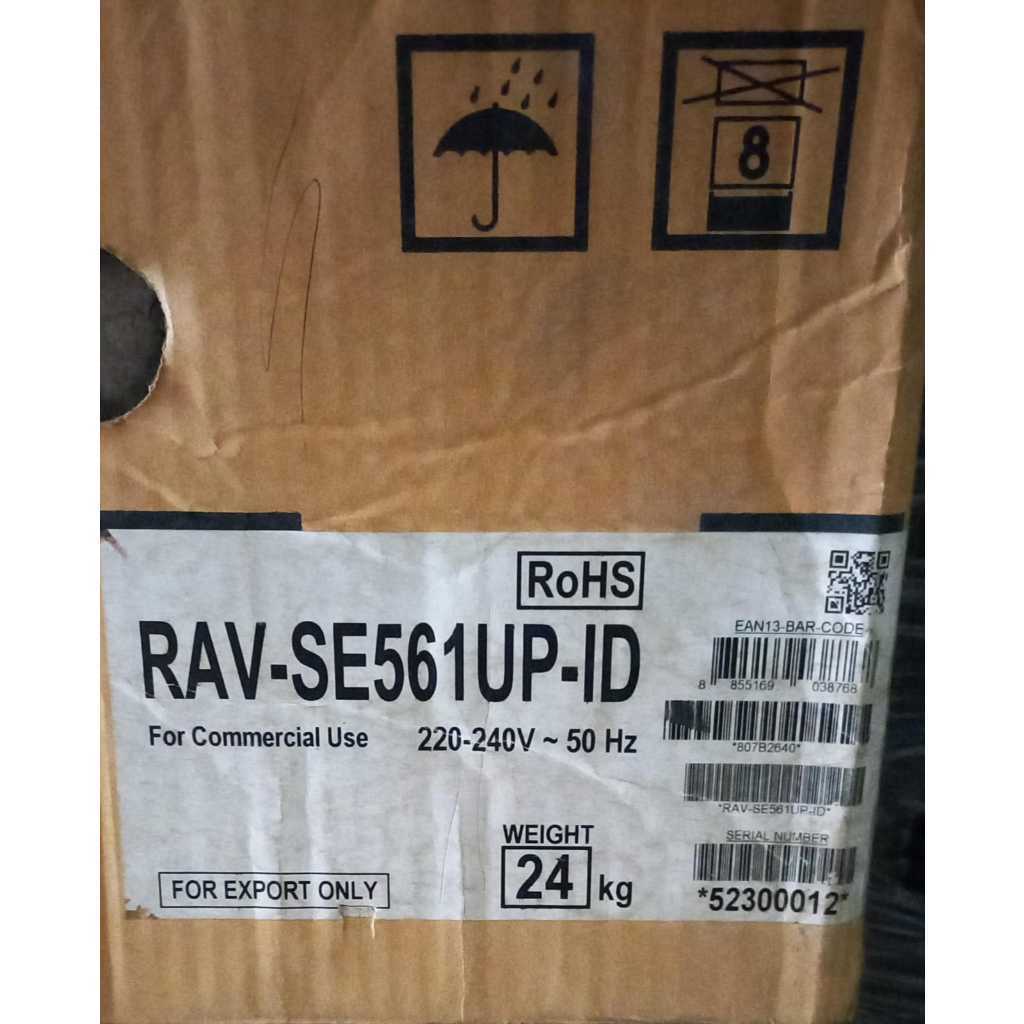 8
RoHS
RAV-SE561UP-ID
For Commercial Use 220-240V ~ 50 Hz
WEIGHT
24 kg
FOR EXPORT ONLY
EAN13-BAR-CODE
8 855169 038768
*807B2640*
*RAV-SE561UP-ID*
SERIAL NUMBER
*52300012*